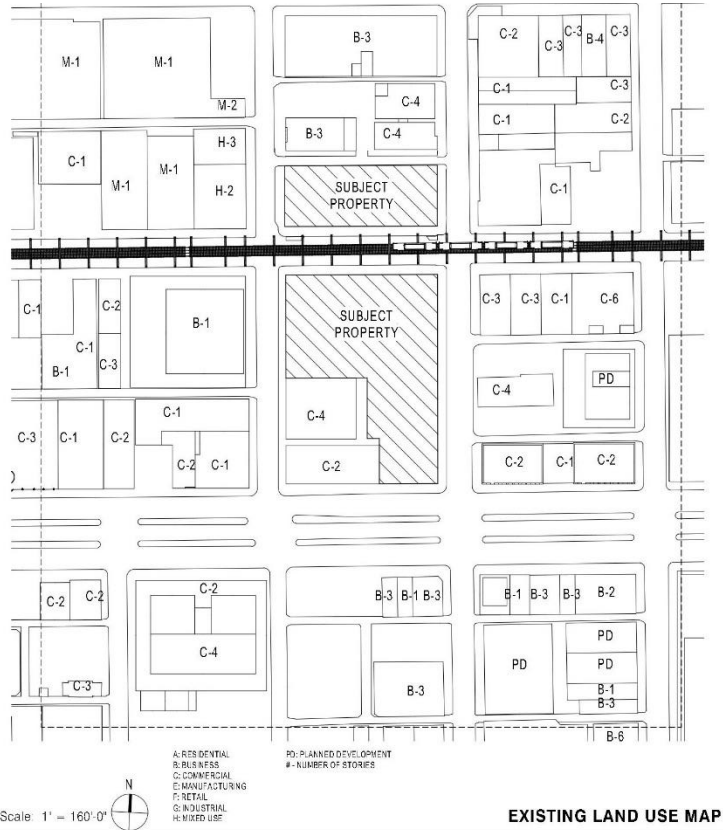 B-3
C-2
C-3
C-3
B-4
C-3
M-1
M-1
M-2
C-4
C-1
C-3
B-3
C-4
C-1
C-2
C-1
M-1
M-1
H-3
H-2
SUBJECT
PROPERTY
C-1
C-1
C-2
B-1
C-1
B-1
C-3
SUBJECT
PROPERTY
C-3
C-3
C-1
C-6
C-4
PD
C-3
C-1
C-2
C-1
C-2
C-1
C-4
C-2
C-2
C-1
C-2
C-2
C-2
C-2
C-4
C-3
B-3
B-1
B-3
B-1
B-3
B-3
B-2
B-3
PD
PD
PD
B-1
B-3
B-6
A: RESIDENTIAL
B: BUSINESS
C: COMMERCIAL
E: MANUFACTURING
F: RETAIL
G: INDUSTRIAL
H: MIXED USE
PD: PLANNED DEVELOPMENT
# - NUMBER OF STORIES
N
Scale: 1" = 160'-0"
EXISTING LAND USE MAP